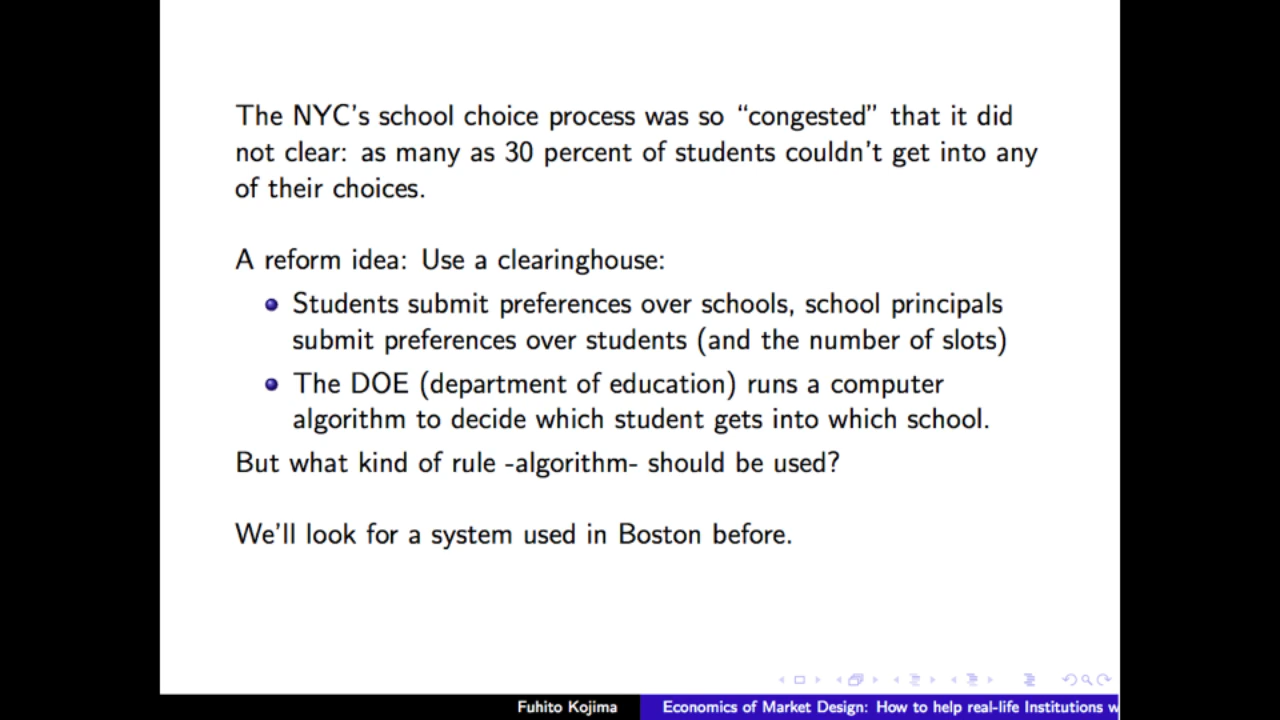 The NYC's school choice process was so “congested” that it did
not clear: as many as 30 percent of students couldn't get into any
of their choices.
A reform idea: Use a clearinghouse:
Students submit preferences over schools, school principals
submit preferences over students (and the number of slots)
The DOE (department of education) runs a computer
algorithm to decide which student gets into which school.
But what kind of rule -algorithm- should be used?
We'll look for a system used in Boston before.
Fuhito Kojima
Economics of Market Design: How to help real-life Institutions w